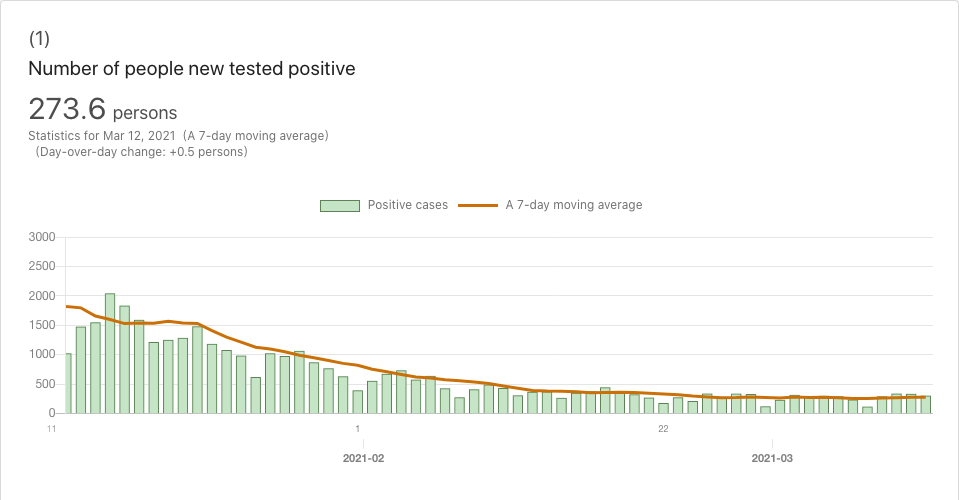 (1)
Number of people new tested positive
273.6 persons
Statistics for Mar 12, 2021 (A 7-day moving average)
(Day-over-day change: +0.5 persons)
Positive cases A 7-day moving average
3000
2500
2000
1500
1000
500
0
11 1 22
2021-02 2021-03